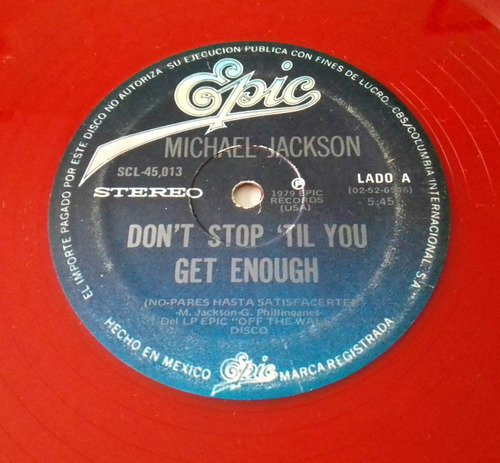 EL IMPORTE PAGADO POR ESTE DISCO NO AUTORIZA SU EJECUCION PUBLICA CON FINES DE LUCRO. CBS/COLUMBIA INTERNACIONAL, S.A.
Epic
MICHAEL JACKSON
SCL-45,013
STEREO
℗
1979 EPIC
RECORDS
(USA)
LADO A
(02-52-6546)
5:45
DON'T STOP 'TIL YOU
GET ENOUGH
(NO PARES HASTA SATISFACERTE)
-M. Jackson-G. Phillinganes-
Del LP EPIC "OFF THE WALL"
DISCO
HECHO EN MEXICO
Epic
MARCA REGISTRADA